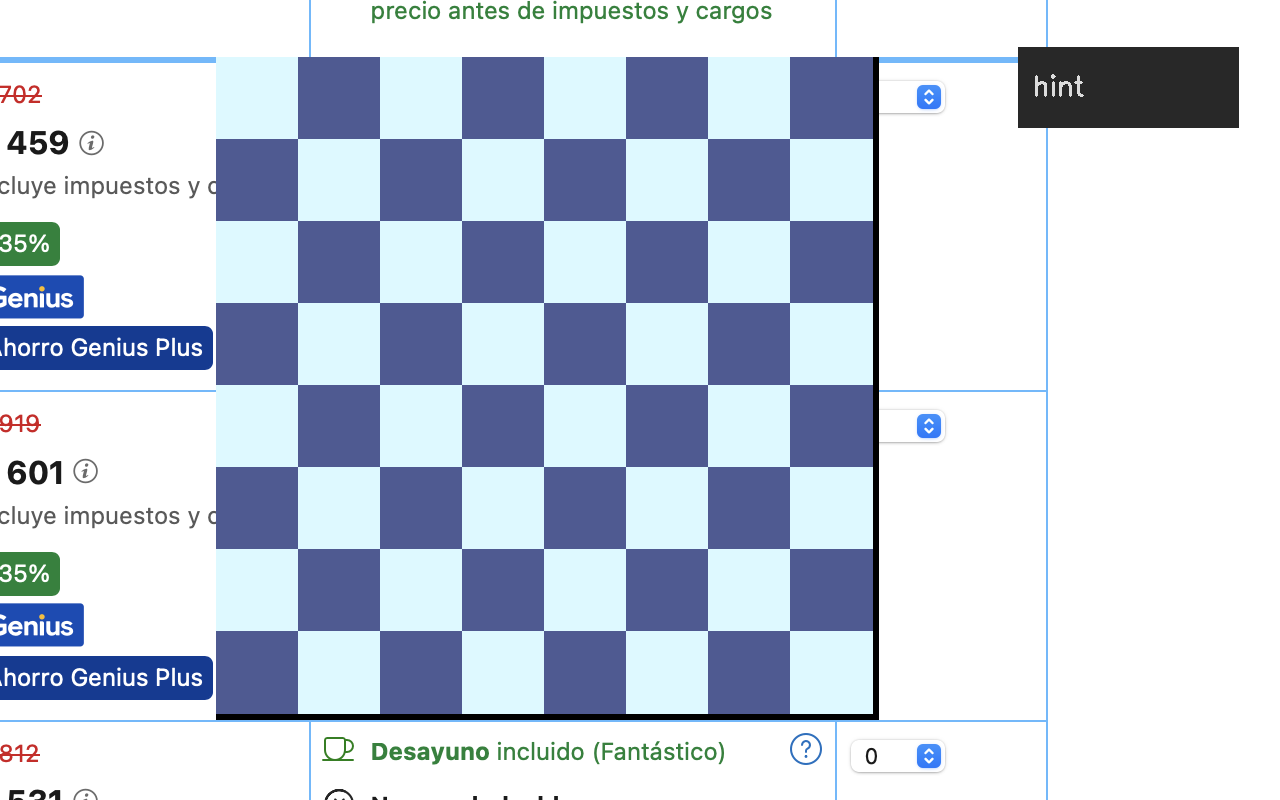 precio antes de impuestos y cargos
702
hint
459
cluye impuestos y
35%
Genius
Ahorro Genius Plus
919
601
cluye impuestos y
35%
Genius
Ahorro Genius Plus
812
Desayuno incluido (Fantástico)
0
531